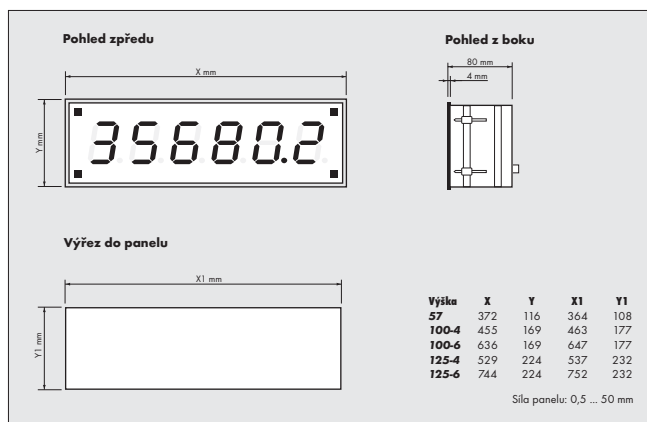 Pohled zpředu
Pohled z boku
X mm
80 mm
4 mm
Y mm
35680.2
Výřez do panelu
X1 mm
Y1 mm
Výška X Y X1 Y1
57 372 116 364 108
100-4 455 169 463 177
100-6 636 169 647 177
125-4 529 224 537 232
125-6 744 224 752 232
Síla panelu: 0,5 ... 50 mm